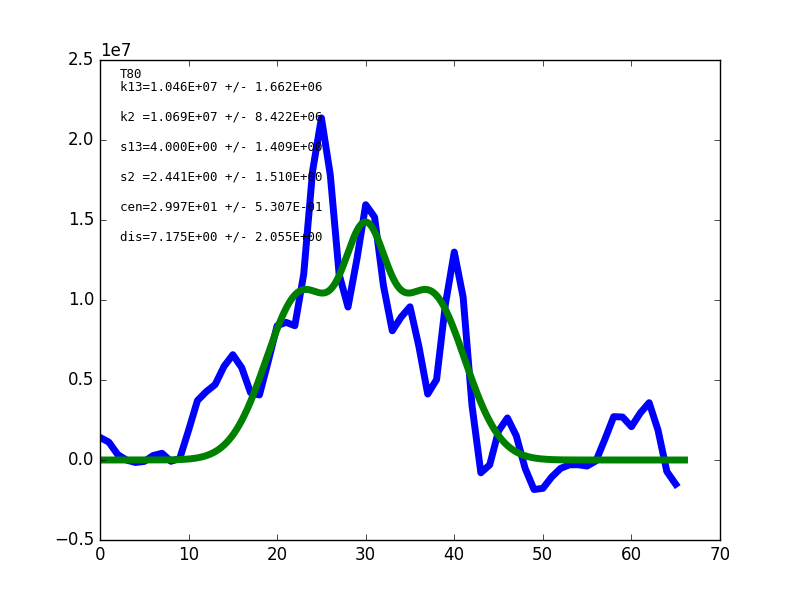 1e7
2.5
T80
k13=1.046E+07 +/- 1.662E+06
k2 =1.069E+07 +/- 8.422E+06
2.0
s13=4.000E+00 +/- 1.409E+00
s2 =2.441E+00 +/- 1.510E+00
1.5
cen=2.997E+01 +/- 5.307E-01
dis=7.175E+00 +/- 2.055E+00
1.0
0.5
0.0
−0.5
0 10 20 30 40 50 60 70